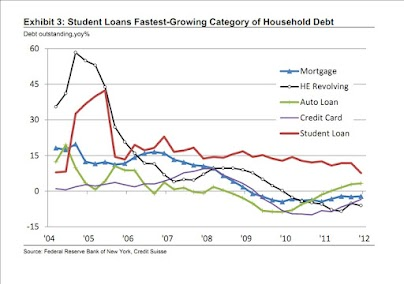 Exhibit 3: Student Loans Fastest-Growing Category of Household Debt
Debt outstanding,yoy%
60
45
30
15
0
-15
Mortgage
HE Revolving
Auto Loan
Credit Card
Student Loan
'04 '05 '06 '07 '08 '09 '10 '11 '12
Source: Federal Reserve Bank of New York, Credit Suisse